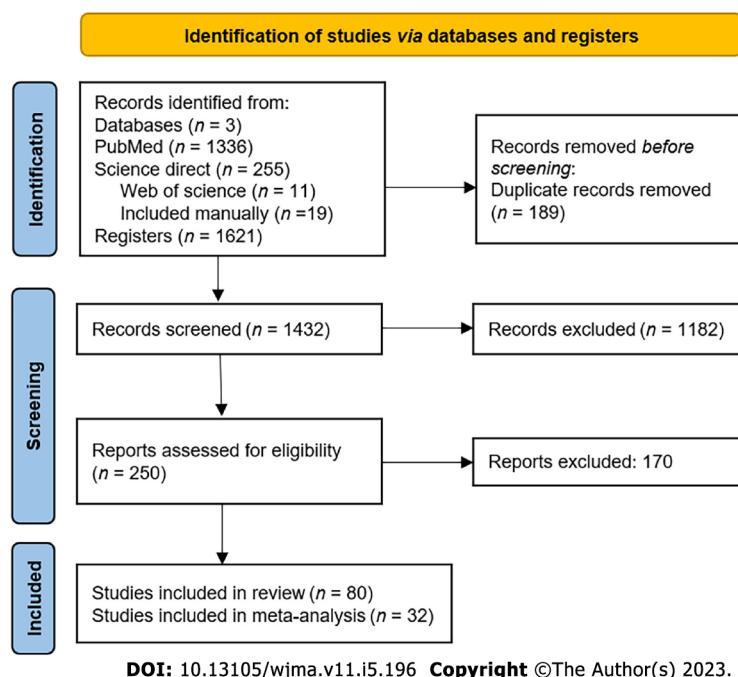 Identification of studies via databases and registers
Identification
Records identified from:
Databases (n = 3)
PubMed (n = 1336)
Science direct (n = 255)
Web of science (n = 11)
Included manually (n =19)
Registers (n = 1621)
Records removed before
screening:
Duplicate records removed
(n = 189)
Screening
Records screened (n = 1432)
Records excluded (n = 1182)
Reports assessed for eligibility
(n = 250)
Reports excluded: 170
Included
Studies included in review (n = 80)
Studies included in meta-analysis (n = 32)
DOI: 10.13105/wjma.v11.i5.196 Copyright ©The Author(s) 2023.